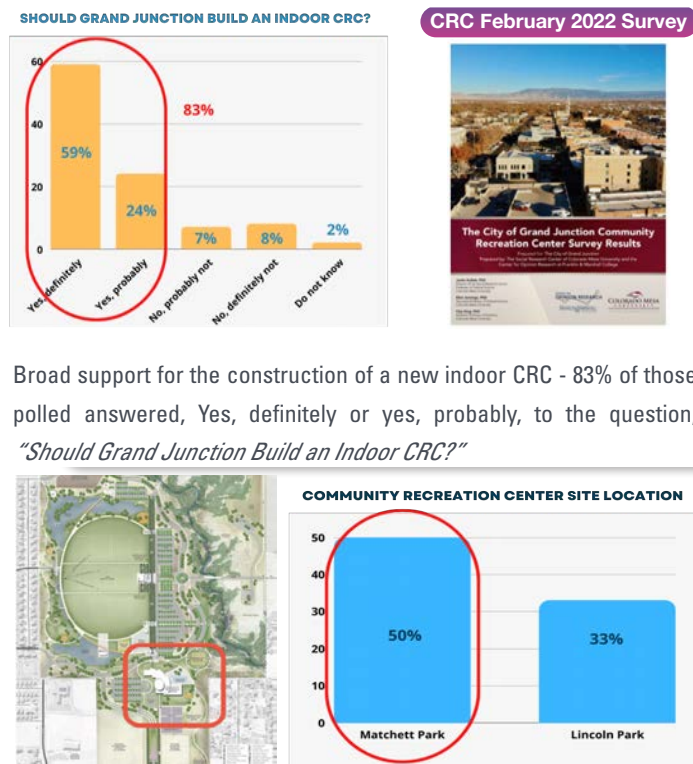 SHOULD GRAND JUNCTION BUILD AN INDOOR CRC?
60
40
20
0
59%
24%
83%
7%
8%
2%
Yes, definitely
Yes, probably
No, probably not
No, definitely not
Do not know
CRC February 2022 Survey
The City of Grand Junction Community
Recreation Center Survey Results
Broad support for the construction of a new indoor CRC - 83% of those
polled answered, Yes, definitely or yes, probably, to the question,
“Should Grand Junction Build an Indoor CRC?”
COMMUNITY RECREATION CENTER SITE LOCATION
50
40
30
20
10
0
50%
33%
Matchett Park
Lincoln Park